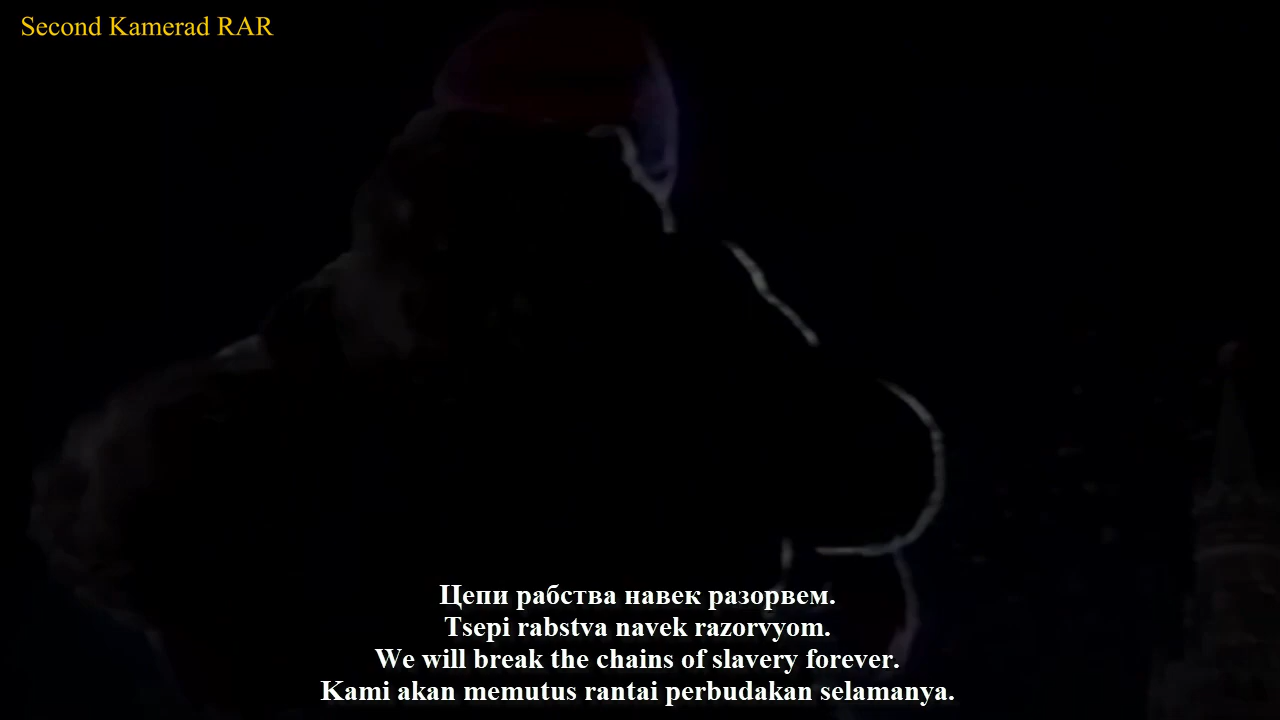 Second Kamerad RAR
Цепи рабства навек разорвем.
Tsepi rabstva navek razorvyom.
We will break the chains of slavery forever.
Kami akan memutus rantai perbudakan selamanya.